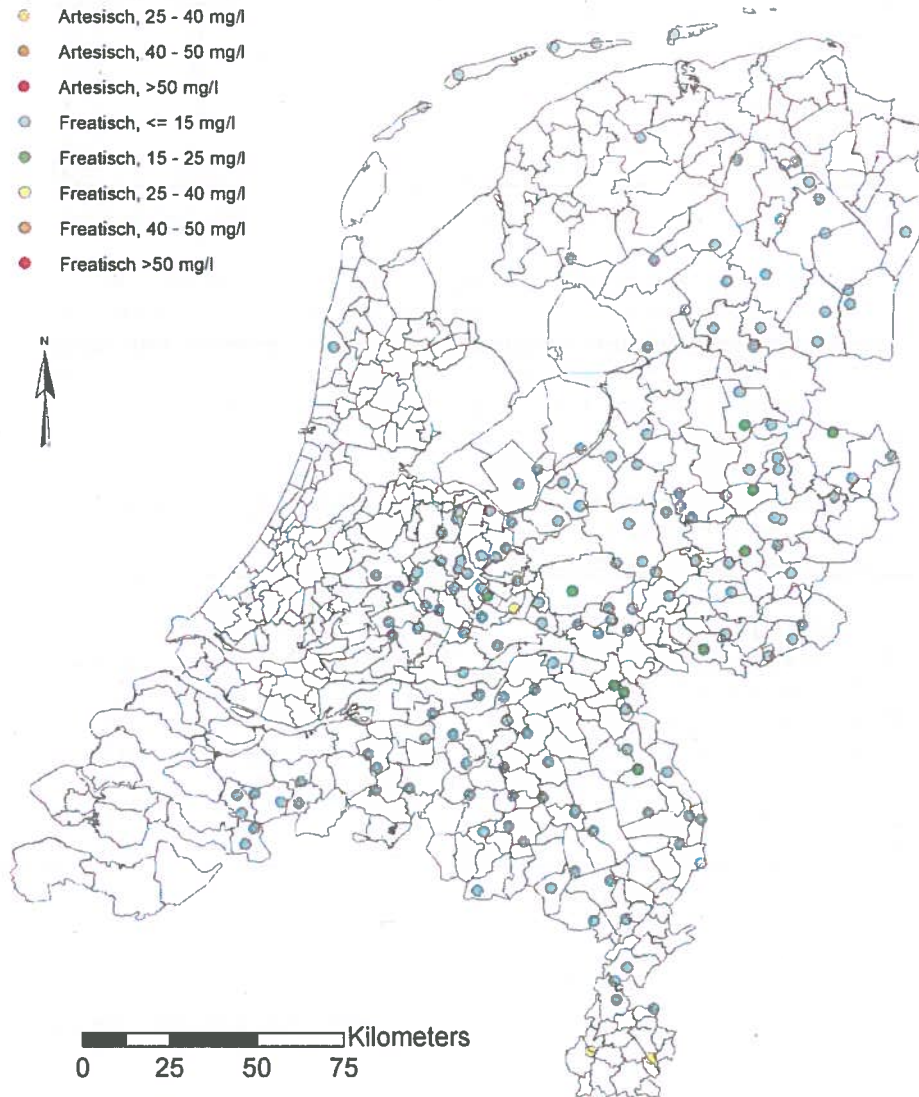 Artesisch, 25 - 40 mg/l
Artesisch, 40 - 50 mg/l
Artesisch, >50 mg/l
Freatisch, <= 15 mg/l
Freatisch, 15 - 25 mg/l
Freatisch, 25 - 40 mg/l
Freatisch, 40 - 50 mg/l
Freatisch >50 mg/l
N
Kilometers
0 25 50 75